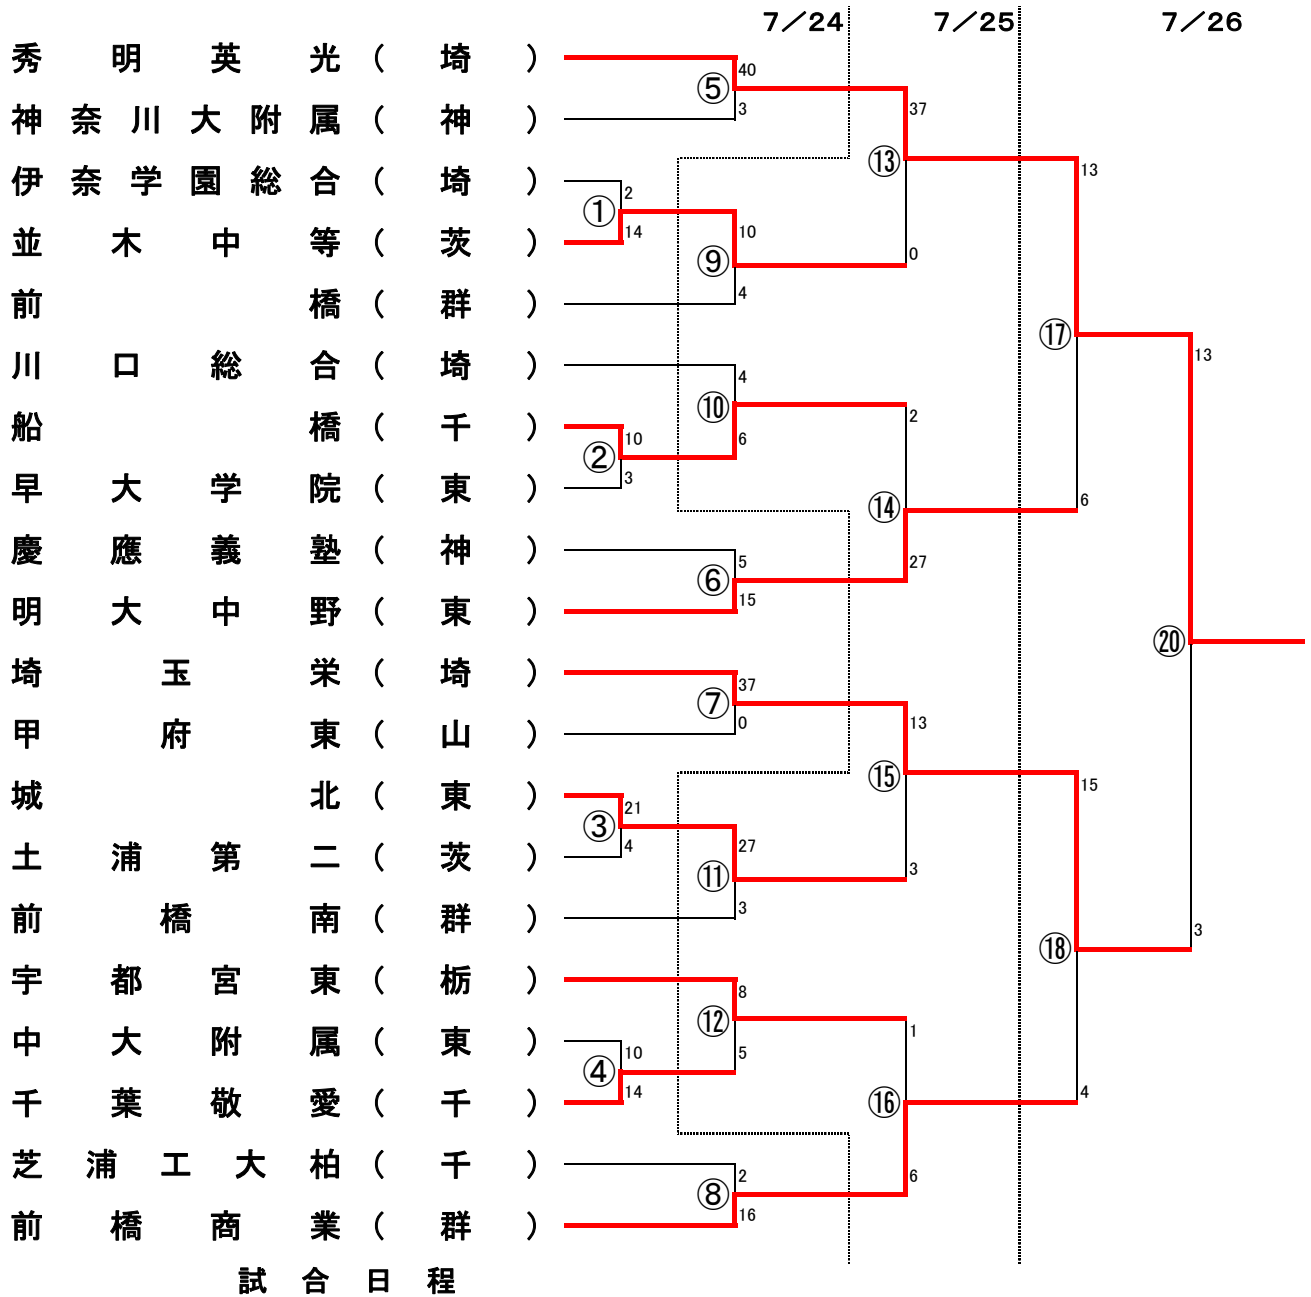 7／24 7／25 7／26
秀明英光（埼）
40
⑤
3
37
神奈川大附属（神）
⑬
13
伊奈学園総合（埼）
2
①
14
並木中等（茨）
10
⑨
0
4
前橋（群）
⑰
13
川口総合（埼）
4
⑩
2
6
船橋（千）
10
②
3
早大学院（東）
⑭
6
慶應義塾（神）
5
⑥
27
15
明大中野（東）
⑳
埼玉栄（埼）
37
⑦
0
13
甲府東（山）
⑮
15
城北（東）
21
③
4
27
土浦第二（茨）
⑪
3
3
前橋南（群）
⑱
3
宇都宮東（栃）
8
⑫
1
5
中大附属（東）
10
④
14
千葉敬愛（千）
⑯
4
芝浦工大柏（千）
2
⑧
6
16
前橋商業（群）
試合日程